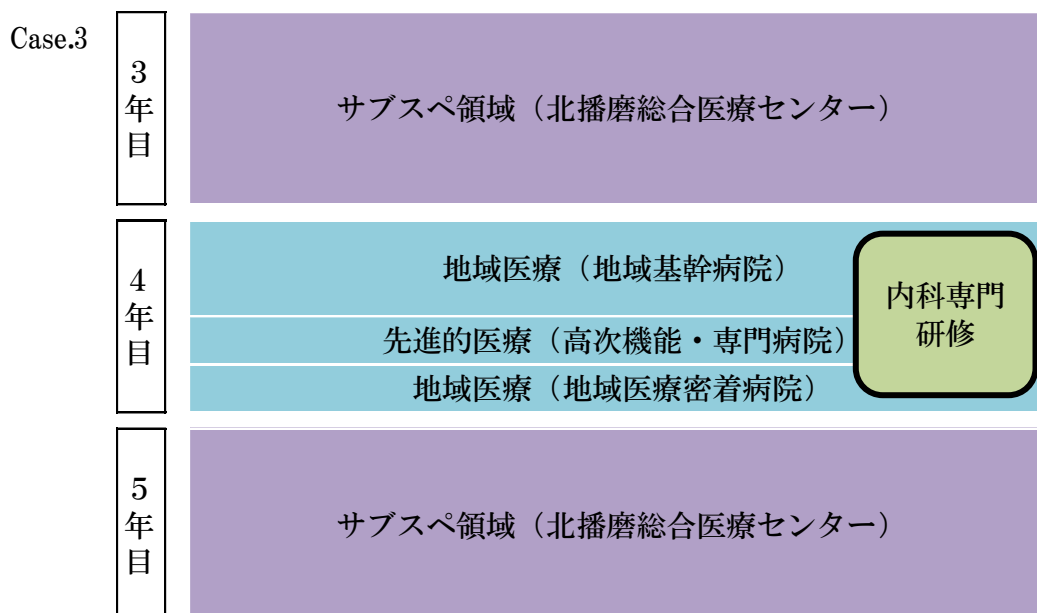 Case.3
3年目
サブスペ領域（北播磨総合医療センター）
4年目
地域医療（地域基幹病院）
先進的医療（高次機能・専門病院）
地域医療（地域医療密着病院）
内科専門
研修
5年目
サブスペ領域（北播磨総合医療センター）